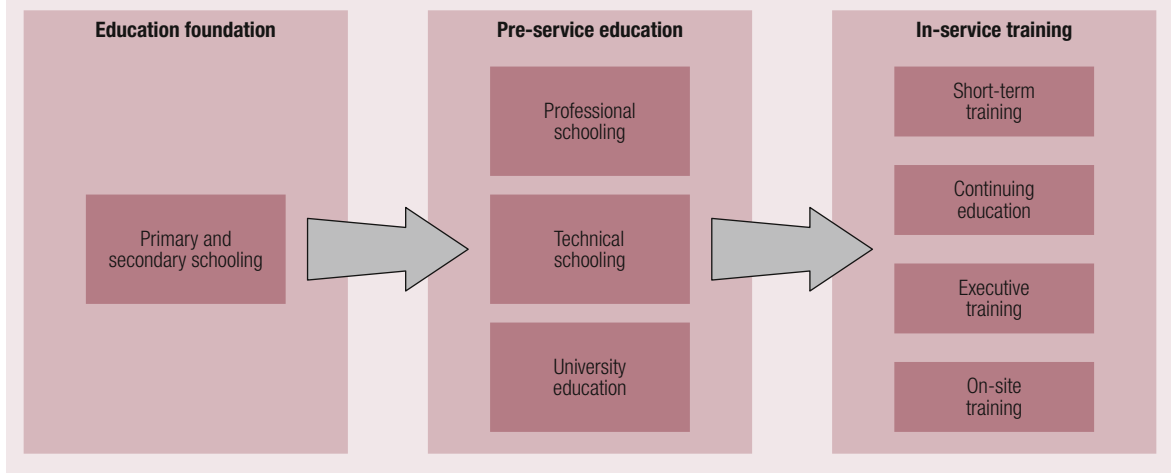 Education foundation
Primary and
secondary schooling
Pre-service education
Professional
schooling
Technical
schooling
University
education
In-service training
Short-term
training
Continuing
education
Executive
training
On-site
training